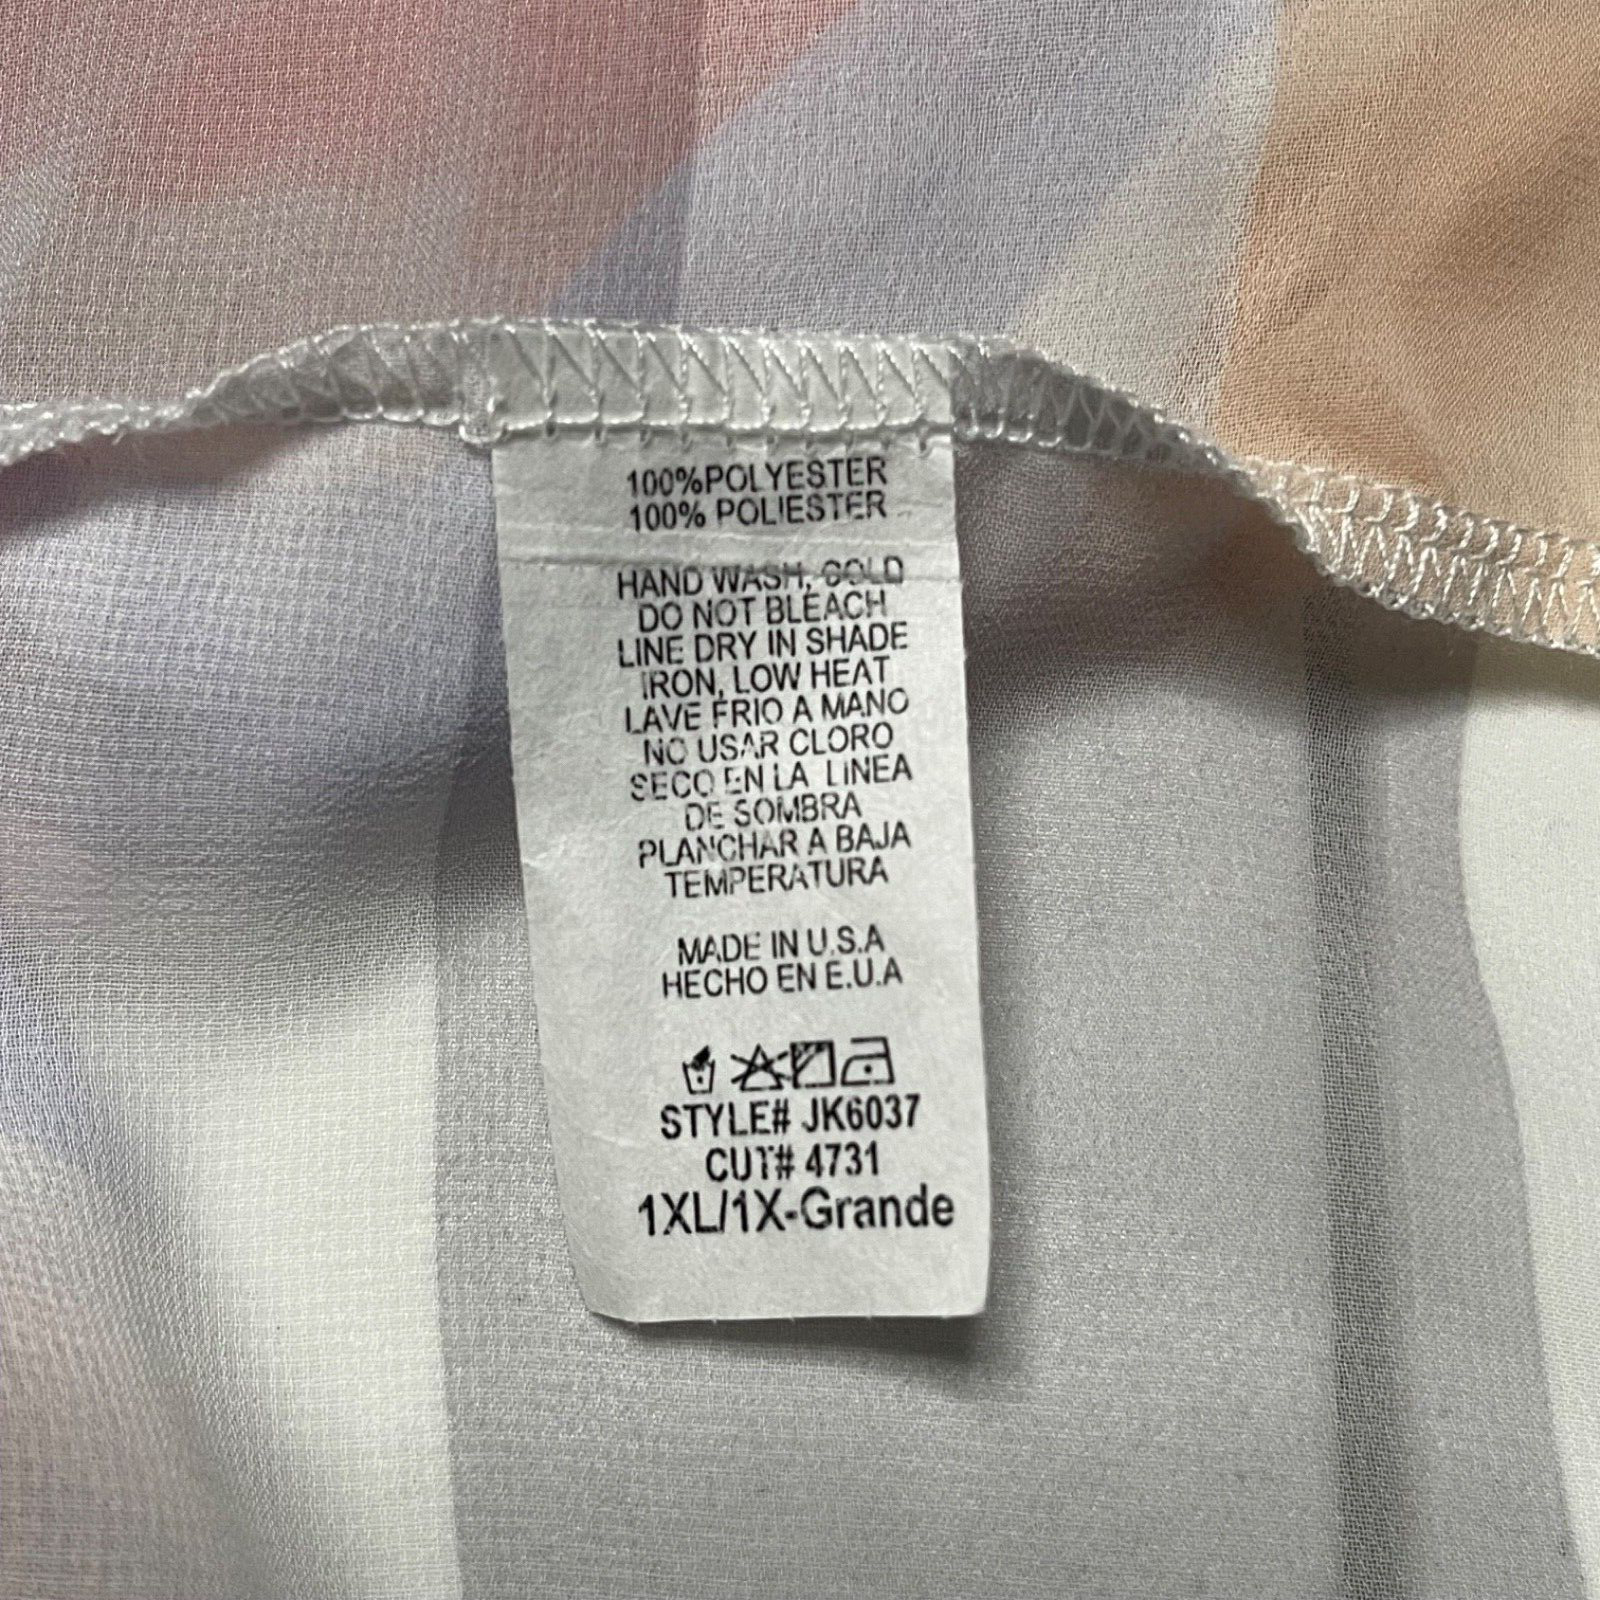 100%POLYESTER
100% POLIESTER
HAND WASH, COLD
DO NOT BLEACH
LINE DRY IN SHADE
IRON, LOW HEAT
LAVE FRIO A MANO
NO USAR CLORO
SECO EN LA LINEA
DE SOMBRA
PLANCHAR A BAJA
TEMPERATURA
MADE IN U.S.A
HECHO EN E.U.A
STYLE# JK6037
CUT# 4731
1XL/1X-Grande